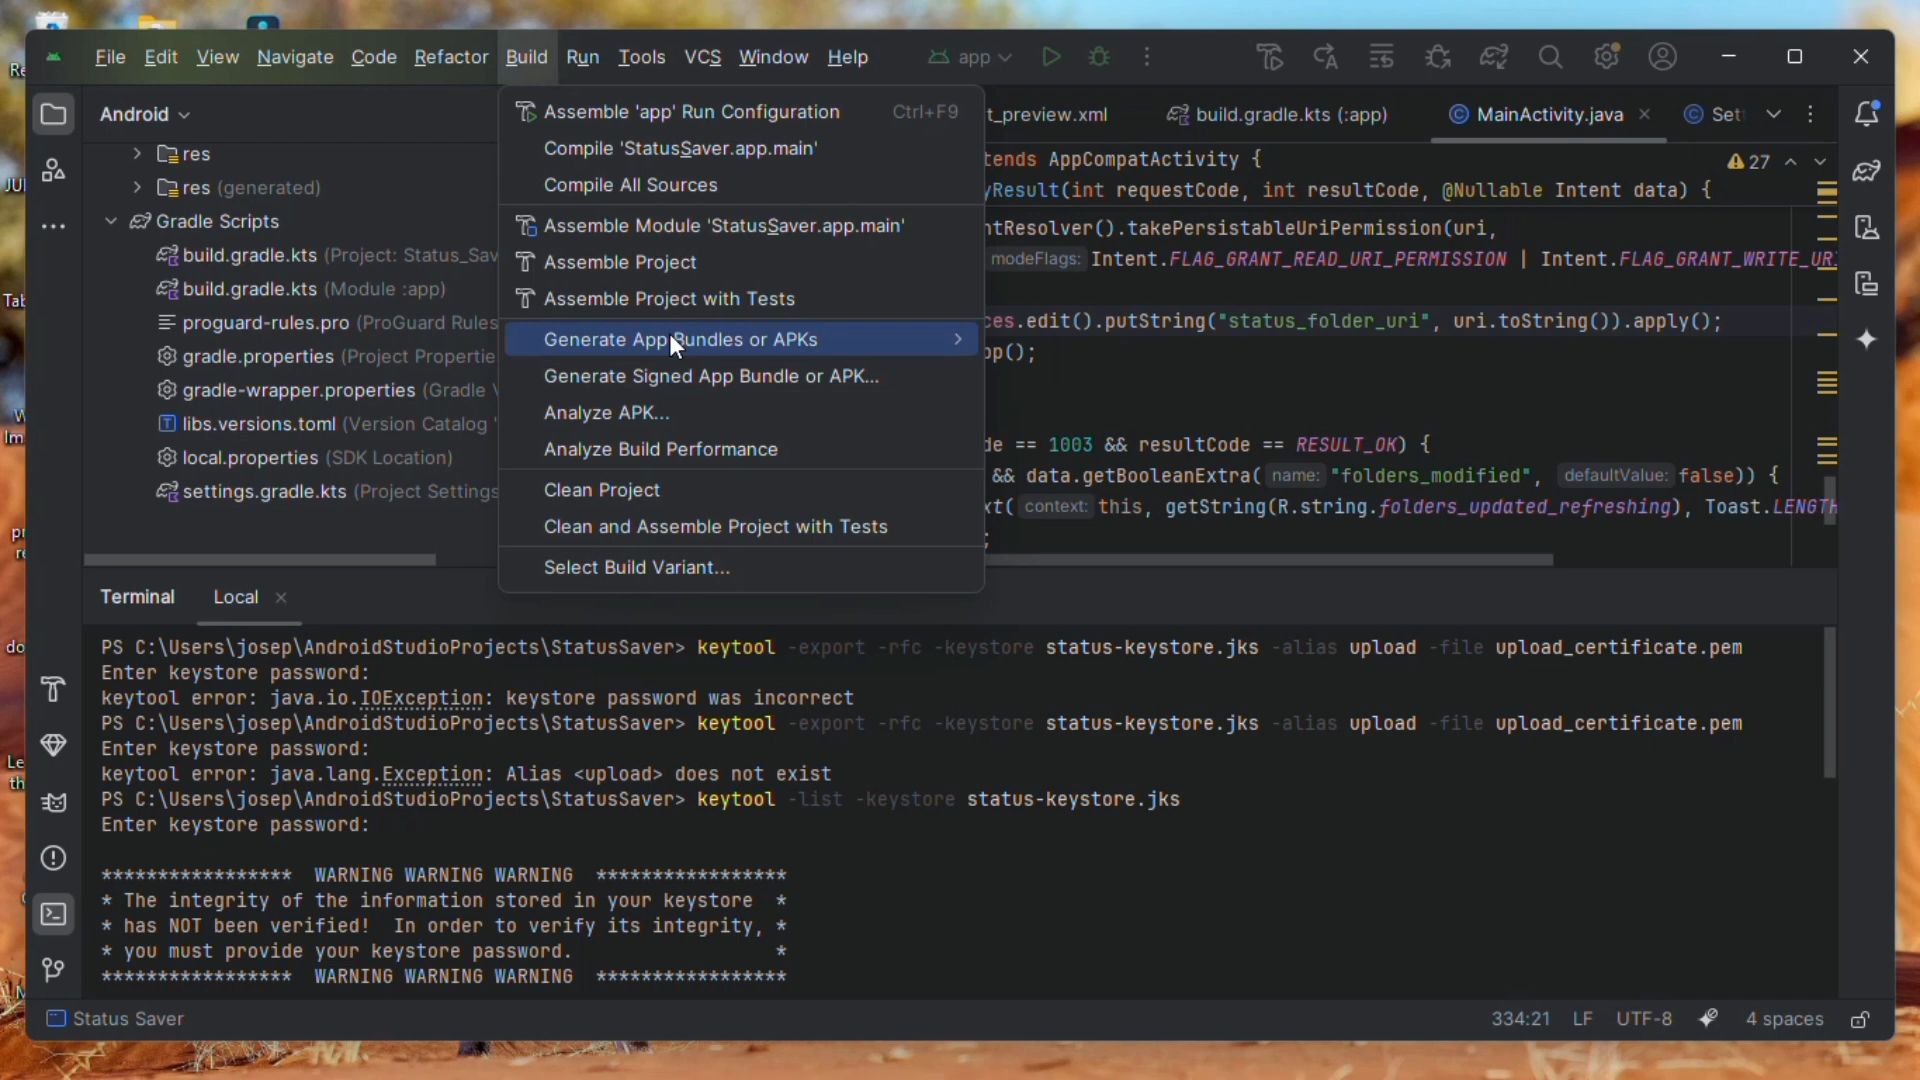 File Edit View Navigate Code Refactor Build Run Tools VCS Window Help app
Android
res
res (generated)
Gradle Scripts
build.gradle.kts (Project: Status_Sav
build.gradle.kts (Module :app)
proguard-rules.pro (ProGuard Rules
gradle.properties (Project Propertie
gradle-wrapper.properties (Gradle
libs.versions.toml (Version Catalog "
local.properties (SDK Location)
settings.gradle.kts (Project Settings
Assemble 'app' Run Configuration Ctrl+F9
Compile 'StatusSaver.app.main'
Compile All Sources
Assemble Module 'StatusSaver.app.main'
Assemble Project
Assemble Project with Tests
Generate App Bundles or APKs
Generate Signed App Bundle or APK...
Analyze APK...
Analyze Build Performance
Clean Project
Clean and Assemble Project with Tests
Select Build Variant...
t_preview.xml build.gradle.kts (:app) MainActivity.java Set
27
tends AppCompatActivity {
yResult(int requestCode, int resultCode, @Nullable Intent data) {
ntResolver().takePersistableUriPermission(uri,
modeFlags: Intent.FLAG_GRANT_READ_URI_PERMISSION | Intent.FLAG_GRANT_WRITE_URI
ces.edit().putString("status_folder_uri", uri.toString()).apply();
pp();
de == 1003 && resultCode == RESULT_OK) {
&& data.getBooleanExtra( name: "folders_modified", defaultValue: false)) {
xt( context: this, getString(R.string.folders_updated_refreshing), Toast.LENGTH
;
Terminal Local
PS C:\Users\josep\AndroidStudioProjects\StatusSaver> keytool -export -rfc -keystore status-keystore.jks -alias upload -file upload_certificate.pem
Enter keystore password:
keytool error: java.io.IOException: keystore password was incorrect
PS C:\Users\josep\AndroidStudioProjects\StatusSaver> keytool -export -rfc -keystore status-keystore.jks -alias upload -file upload_certificate.pem
Enter keystore password:
keytool error: java.lang.Exception: Alias <upload> does not exist
PS C:\Users\josep\AndroidStudioProjects\StatusSaver> keytool -list -keystore status-keystore.jks
Enter keystore password:
***************** WARNING WARNING WARNING *****************
* The integrity of the information stored in your keystore *
* has NOT been verified! In order to verify its integrity, *
* you must provide your keystore password. *
***************** WARNING WARNING WARNING *****************
Status Saver
334:21 LF UTF-8 4 spaces